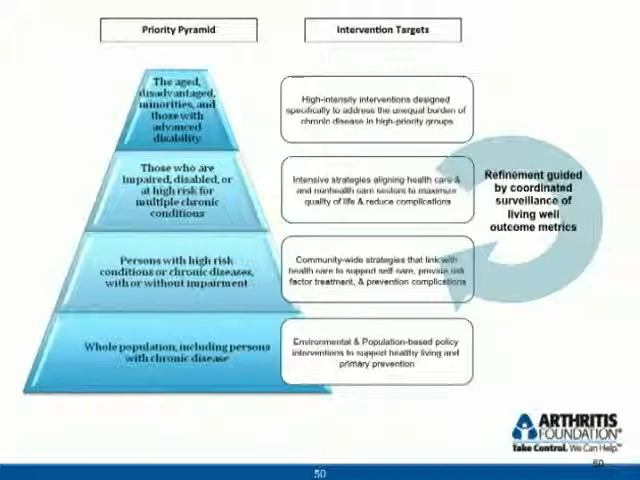 Priority Pyramid
Intervention Targets
The aged,
disadvantaged,
minorities, and
those with
advanced
disability
High-intensity interventions designed
specifically to address the unequal burden of
chronic disease in high-priority groups
Those who are
impaired, disabled, or
at high risk for
multiple chronic
conditions
Intensive strategies aligning health care &
and nonhealth care sectors to maximize
quality of life & reduce complications
Refinement guided
by coordinated
surveillance of
living well
outcome metrics
Persons with high risk
conditions or chronic diseases,
with or without impairment
Community-wide strategies that link with
health care to support self-care, provide risk
factor treatment, & prevention complications
Whole population, including persons
with chronic disease
Environmental & Population-based policy
interventions to support healthy living and
primary prevention
ARTHRITIS
FOUNDATION®
Take Control. We Can Help.™
50
50